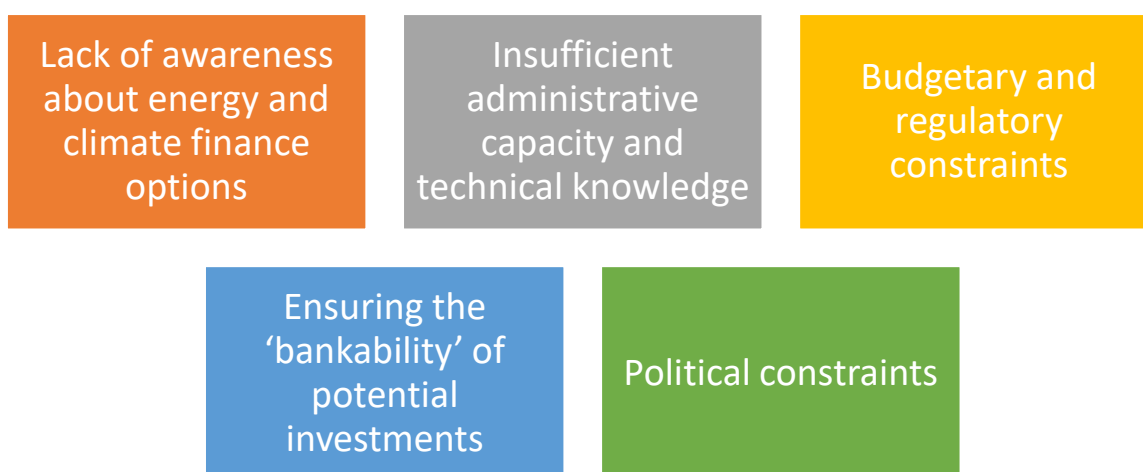 Lack of awareness
about energy and
climate finance
options
Insufficient
administrative
capacity and
technical knowledge
Budgetary and
regulatory
constraints
Ensuring the
‘bankability’ of
potential
investments
Political constraints